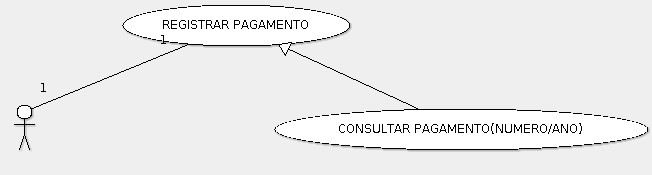 REGISTRAR PAGAMENTO
1
1
CONSULTAR PAGAMENTO(NUMERO/ANO)